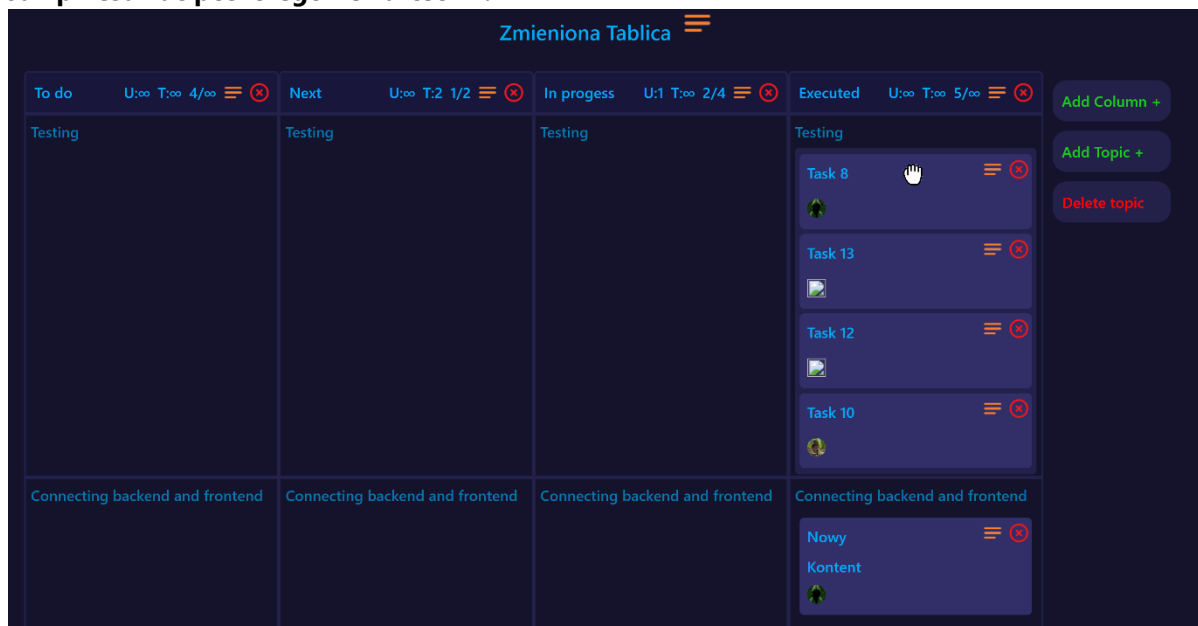 Zmieniona Tablica
To do U:∞ T:∞ 4/∞
Next U:∞ T:2 1/2
In progess U:1 T:∞ 2/4
Executed U:∞ T:∞ 5/∞
Add Column +
Add Topic +
Delete topic
Testing
Testing
Testing
Testing
Task 8
Task 13
Task 12
Task 10
Connecting backend and frontend
Connecting backend and frontend
Connecting backend and frontend
Connecting backend and frontend
Nowy
Kontent